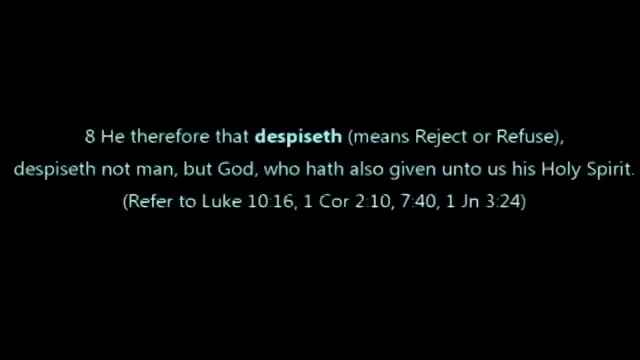 8 He therefore that despiseth (means Reject or Refuse),
despiseth not man, but God, who hath also given unto us his Holy Spirit.
(Refer to Luke 10:16, 1 Cor 2:10, 7:40, 1 Jn 3:24)